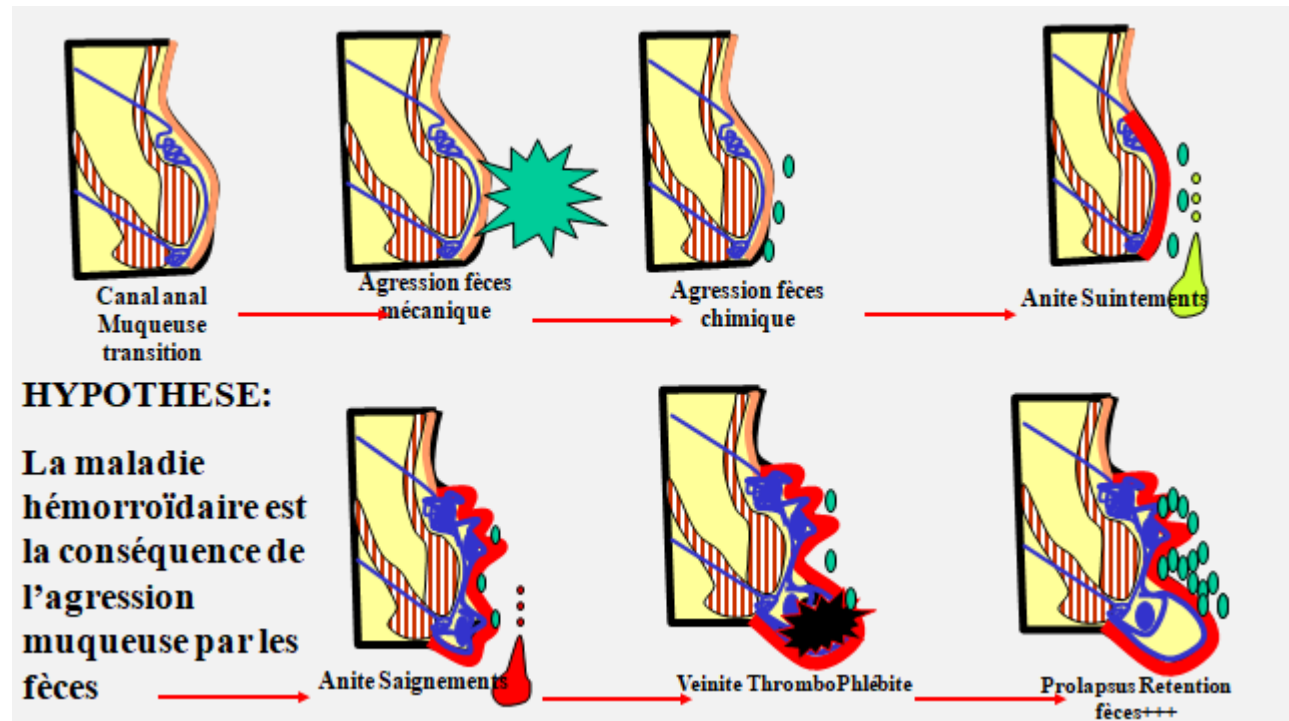 Canal anal
Muqueuse
transition
Agression fèces
mécanique
Agression fèces
chimique
Anite Suintements
HYPOTHESE:
La maladie
hémorroïdaire est
la conséquence de
l'agression
muqueuse par les
fèces
Anite Saignements
Veinite ThromboPhlébite
Prolapsus Retention
fèces+++